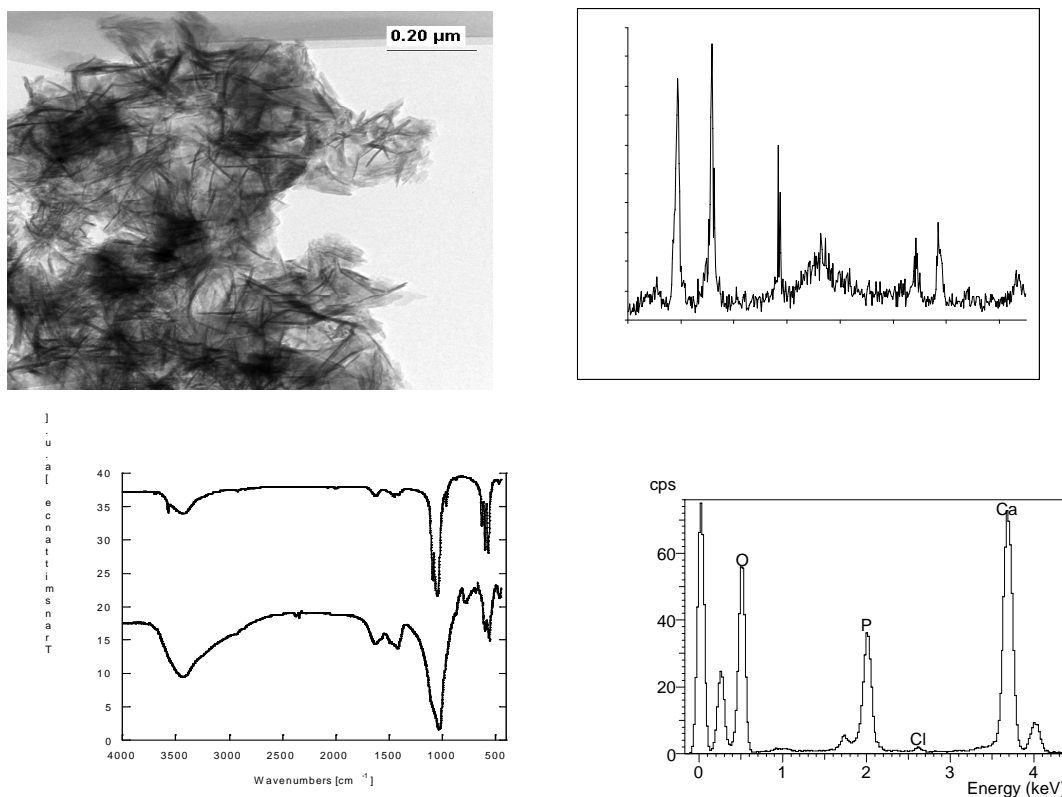 0.20 µm
Transmittance [a.u.]
40
35
30
25
20
15
10
5
0
4000 3500 3000 2500 2000 1500 1000 500
Wavenumbers [cm -1]
cps
60
40
20
0
Ca
O
P
Cl
0 1 2 3 4
Energy (keV)